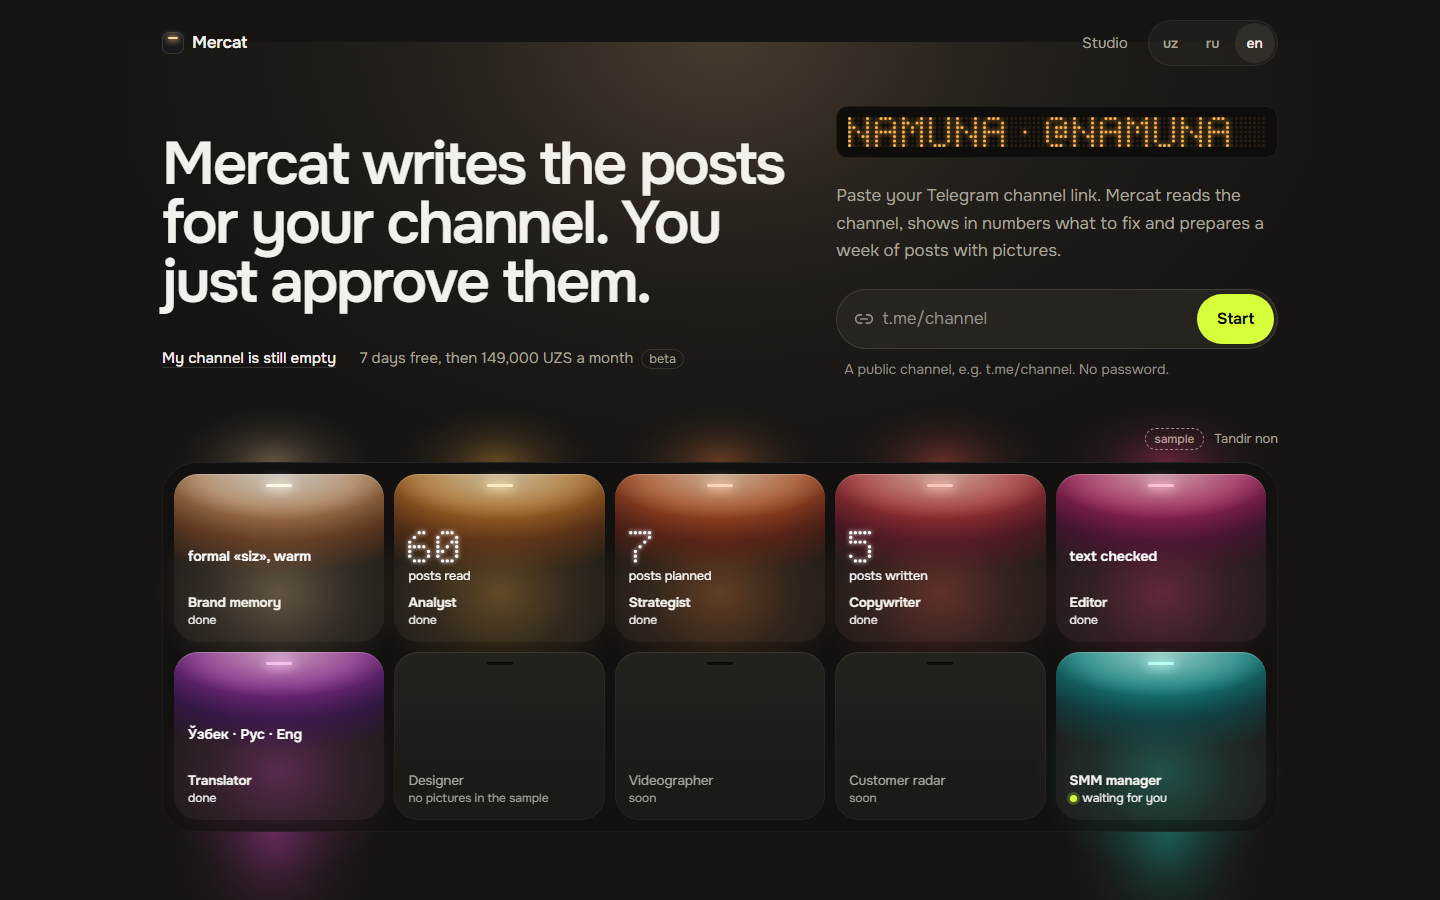 Mercat
Studio
uz ru en
Mercat writes the posts
for your channel. You
just approve them.
My channel is still empty
7 days free, then 149,000 UZS a month
beta
NAMUNA · @NAMUNA
Paste your Telegram channel link. Mercat reads the
channel, shows in numbers what to fix and prepares a
week of posts with pictures.
t.me/channel
Start
A public channel, e.g. t.me/channel. No password.
sample Tandir non
formal «siz», warm
Brand memory
done
60
posts read
Analyst
done
7
posts planned
Strategist
done
5
posts written
Copywriter
done
text checked
Editor
done
Ўзбек · Рус · Eng
Translator
done
Designer
no pictures in the sample
Videographer
soon
Customer radar
soon
SMM manager
waiting for you